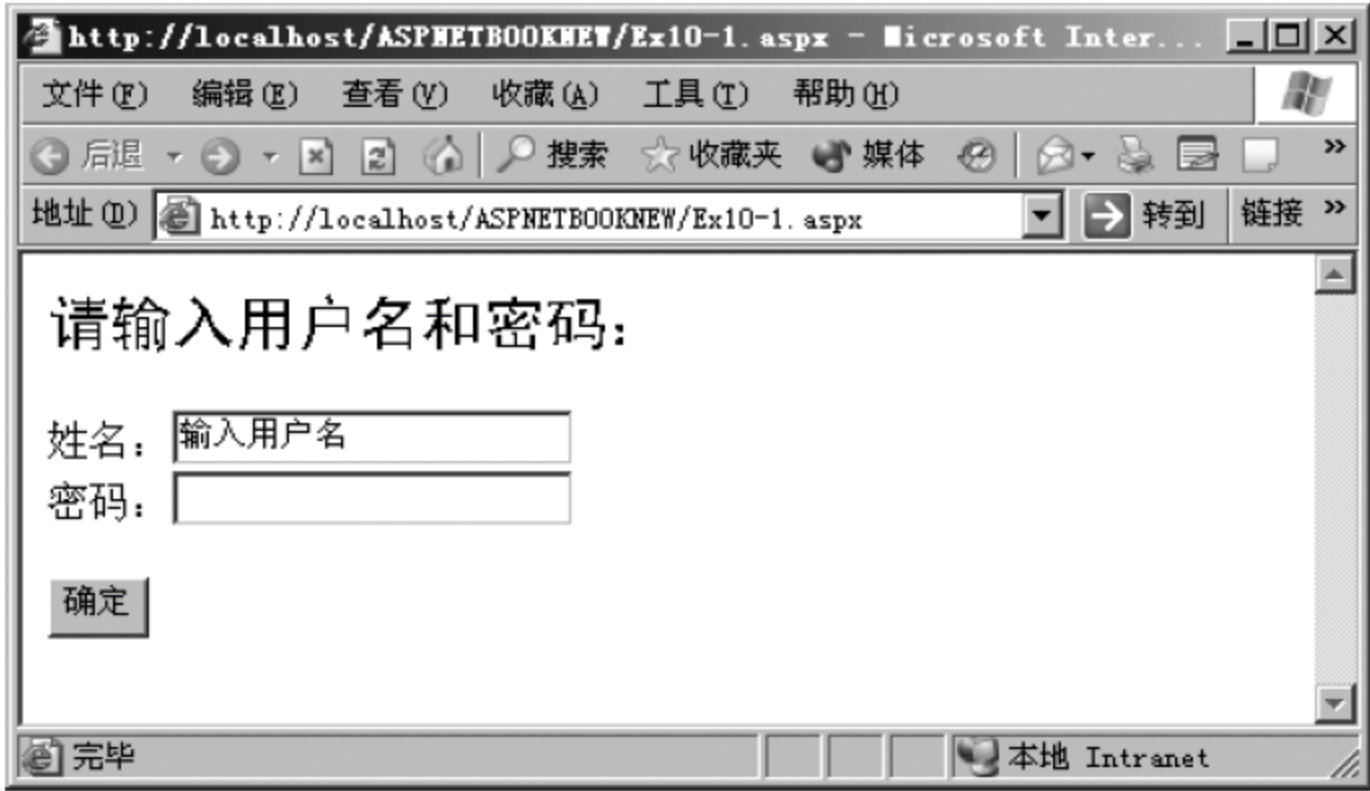 http://localhost/ASPNETBOOKNEW/Ex10-1.aspx - Microsoft Inter...
文件(F) 编辑(E) 查看(V) 收藏(A) 工具(T) 帮助(H)
后退 搜索 收藏夹 媒体 »
地址(D) http://localhost/ASPNETBOOKNEW/Ex10-1.aspx 转到 链接 »
请输入用户名和密码：
姓名：输入用户名
密码：
确定
完毕 本地 Intranet